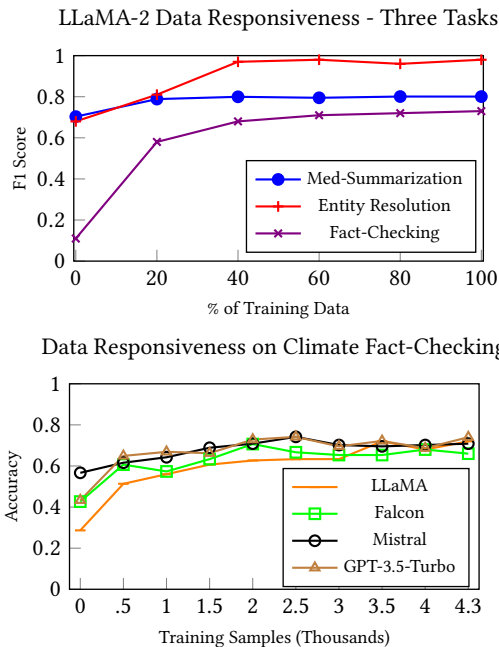 LLaMA-2 Data Responsiveness - Three Tasks
1
0.8
0.6
0.4
0.2
0
F1 Score
Med-Summarization
Entity Resolution
Fact-Checking
0 20 40 60 80 100
% of Training Data
Data Responsiveness on Climate Fact-Checking
1
0.8
0.6
0.4
0.2
0
Accuracy
LLaMA
Falcon
Mistral
GPT-3.5-Turbo
0 .5 1 1.5 2 2.5 3 3.5 4 4.3
Training Samples (Thousands)